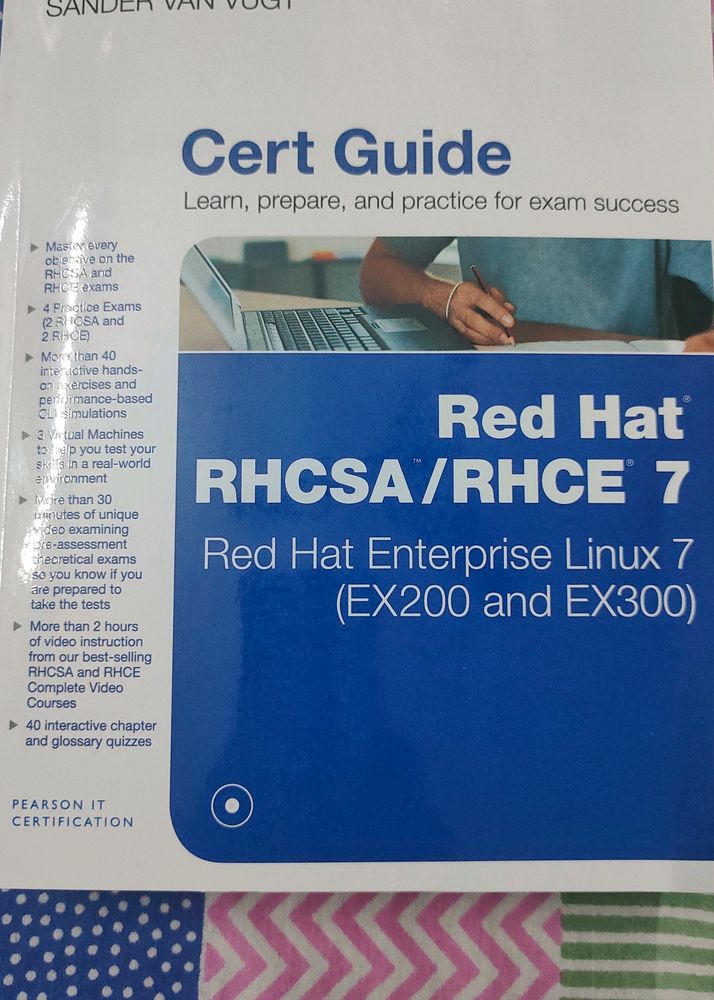 SANDER VAN VUGT
Cert Guide
Learn, prepare, and practice for exam success
Master every
objective on the
RHCSA and
RHCE exams
4 Practice Exams
(2 RHCSA and
2 RHCE)
More than 40
interactive hands-
on exercises and
performance-based
CLI simulations
3 Virtual Machines
to help you test your
skills in a real-world
environment
More than 30
minutes of unique
video examining
pre-assessment
theoretical exams
so you know if you
are prepared to
take the tests
More than 2 hours
of video instruction
from our best-selling
RHCSA and RHCE
Complete Video
Courses
40 interactive chapter
and glossary quizzes
Red Hat®
RHCSA™/RHCE® 7
Red Hat Enterprise Linux 7
(EX200 and EX300)
PEARSON IT
CERTIFICATION